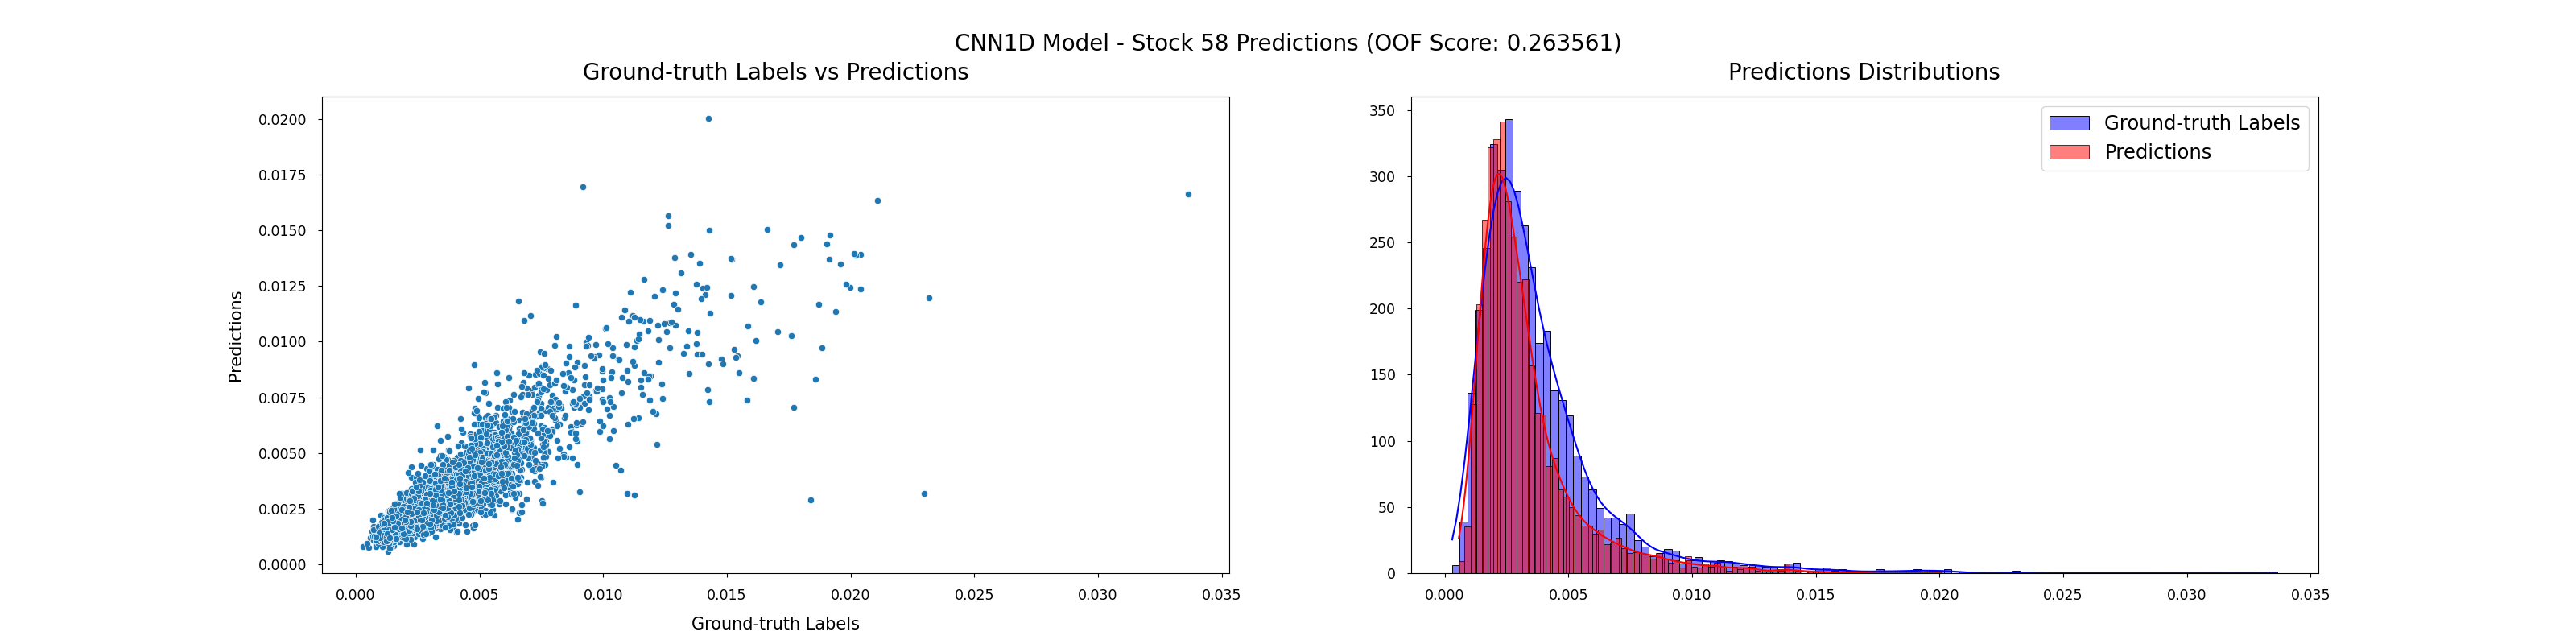 CNN1D Model - Stock 58 Predictions (OOF Score: 0.263561)
Ground-truth Labels vs Predictions
0.0200
0.0175
0.0150
0.0125
0.0100
0.0075
0.0050
0.0025
0.0000
Predictions
0.000 0.005 0.010 0.015 0.020 0.025 0.030 0.035
Ground-truth Labels
Predictions Distributions
350
300
250
200
150
100
50
0
Ground-truth Labels
Predictions
0.000 0.005 0.010 0.015 0.020 0.025 0.030 0.035